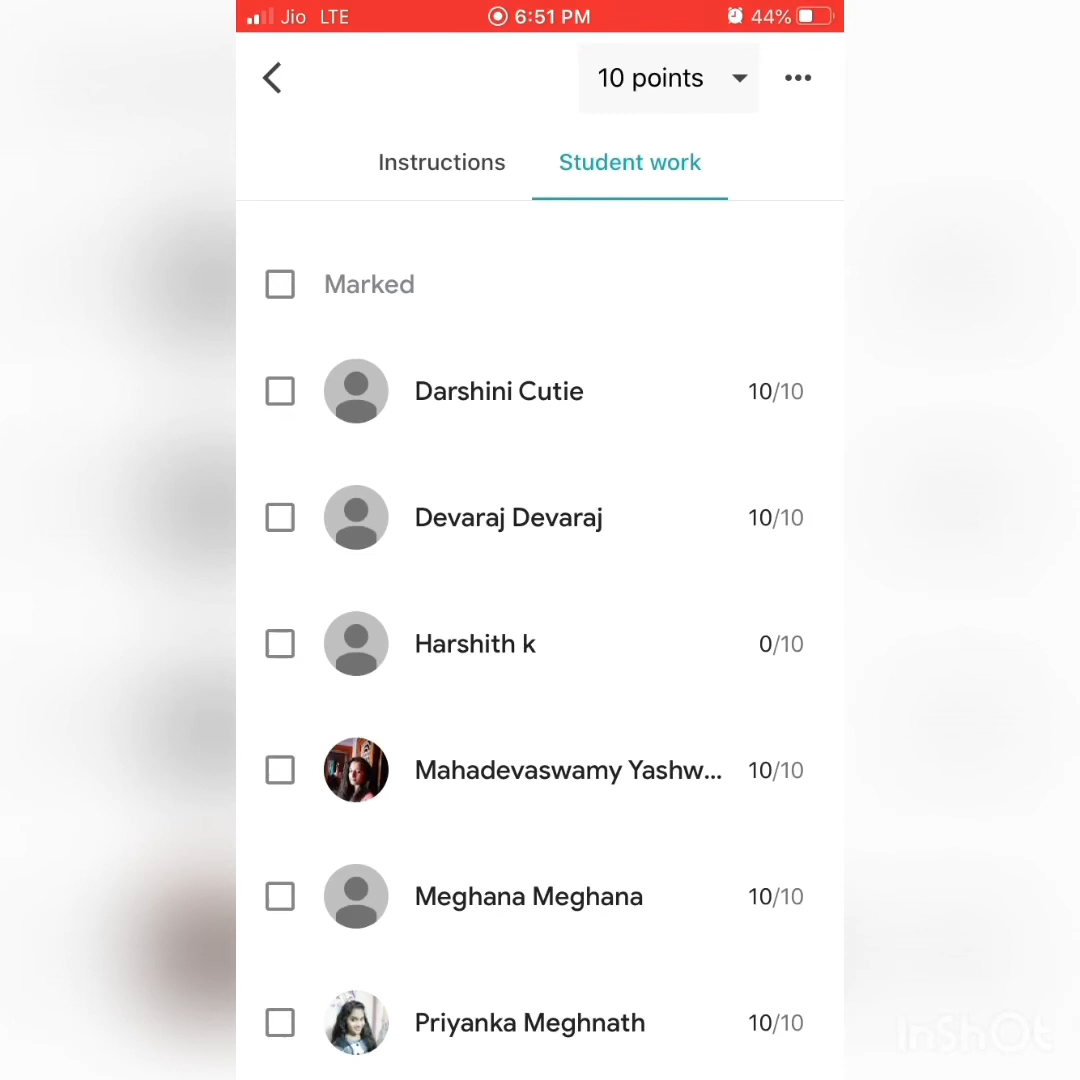 Jio LTE 6:51 PM 44%
10 points
Instructions Student work
Marked
Darshini Cutie 10/10
Devaraj Devaraj 10/10
Harshith k 0/10
Mahadevaswamy Yashw... 10/10
Meghana Meghana 10/10
Priyanka Meghnath 10/10
InShOt